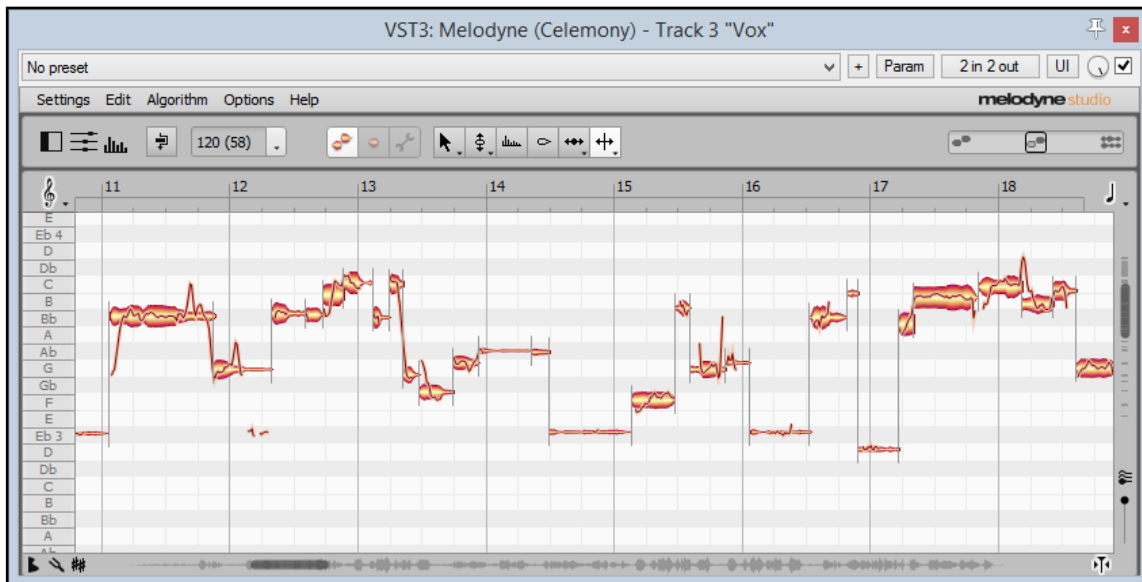 VST3: Melodyne (Celemony) - Track 3 "Vox"
x
No preset
+ Param 2 in 2 out UI
Settings Edit Algorithm Options Help melodyne studio
120 (58)
11 12 13 14 15 16 17 18
E
Eb 4
D
Db
C
B
Bb
A
Ab
G
Gb
F
E
Eb 3
D
Db
C
B
Bb
A
Ab